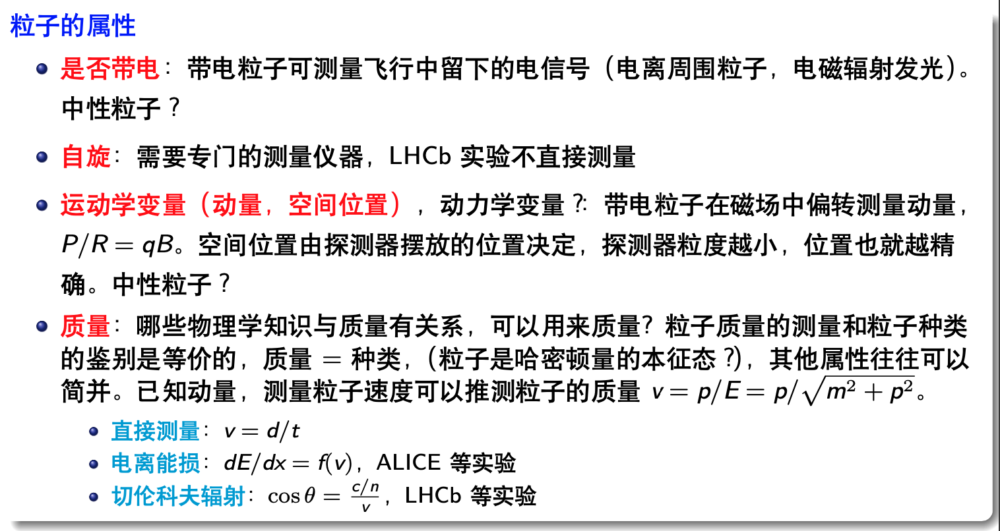 粒子的属性
是否带电：带电粒子可测量飞行中留下的电信号（电离周围粒子，电磁辐射发光）。
中性粒子？
自旋：需要专门的测量仪器，LHCb 实验不直接测量
运动学变量（动量，空间位置），动力学变量？：带电粒子在磁场中偏转测量动量，
P/R = qB。空间位置由探测器摆放的位置决定，探测器粒度越小，位置也就越精
确。中性粒子？
质量：哪些物理学知识与质量有关系，可以用来质量？粒子质量的测量和粒子种类
的鉴别是等价的，质量 = 种类，（粒子是哈密顿量的本征态？），其他属性往往可以
简并。已知动量，测量粒子速度可以推测粒子的质量 v = p/E = p/√(m² + p²)。
直接测量：v = d/t
电离能损：dE/dx = f(v)，ALICE 等实验
切伦科夫辐射：cos θ = (c/n)/v，LHCb 等实验